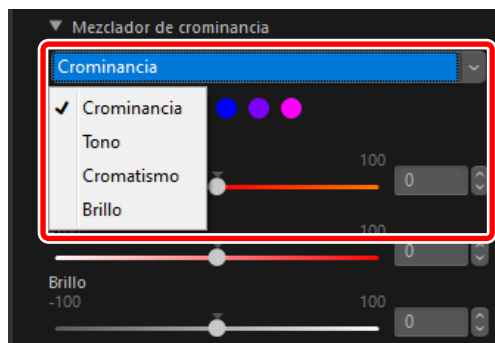 Mezclador de crominancia
Crominancia
Crominancia
Tono
100
Cromatismo
0
Brillo
100
0
Brillo
-100 100
0